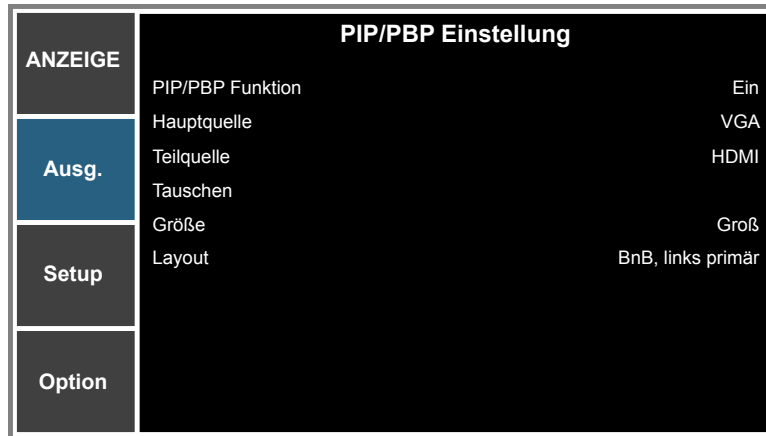 PIP/PBP Einstellung
ANZEIGE
Ausg.
Setup
Option
PIP/PBP Funktion Ein
Hauptquelle VGA
Teilquelle HDMI
Tauschen
Größe Groß
Layout BnB, links primär